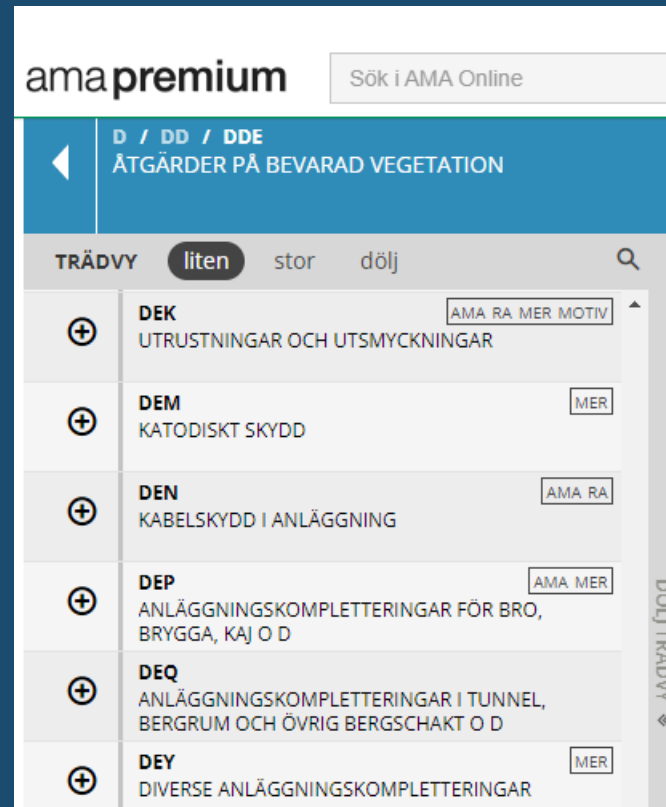 amapremium
Sök i AMA Online
D / DD / DDE
ÅTGÄRDER PÅ BEVARAD VEGETATION
TRÄDVY liten stor dölj
DEK AMA RA MER MOTIV
UTRUSTNINGAR OCH UTSMYCKNINGAR
DEM MER
KATODISKT SKYDD
DEN AMA RA
KABELSKYDD I ANLÄGGNING
DEP AMA MER
ANLÄGGNINGSKOMPLETTERINGAR FÖR BRO,
BRYGGA, KAJ O D
DEQ
ANLÄGGNINGSKOMPLETTERINGAR I TUNNEL,
BERGRUM OCH ÖVRIG BERGSCHAKT O D
DEY MER
DIVERSE ANLÄGGNINGSKOMPLETTERINGAR
DÖLJ TRÄDVY «